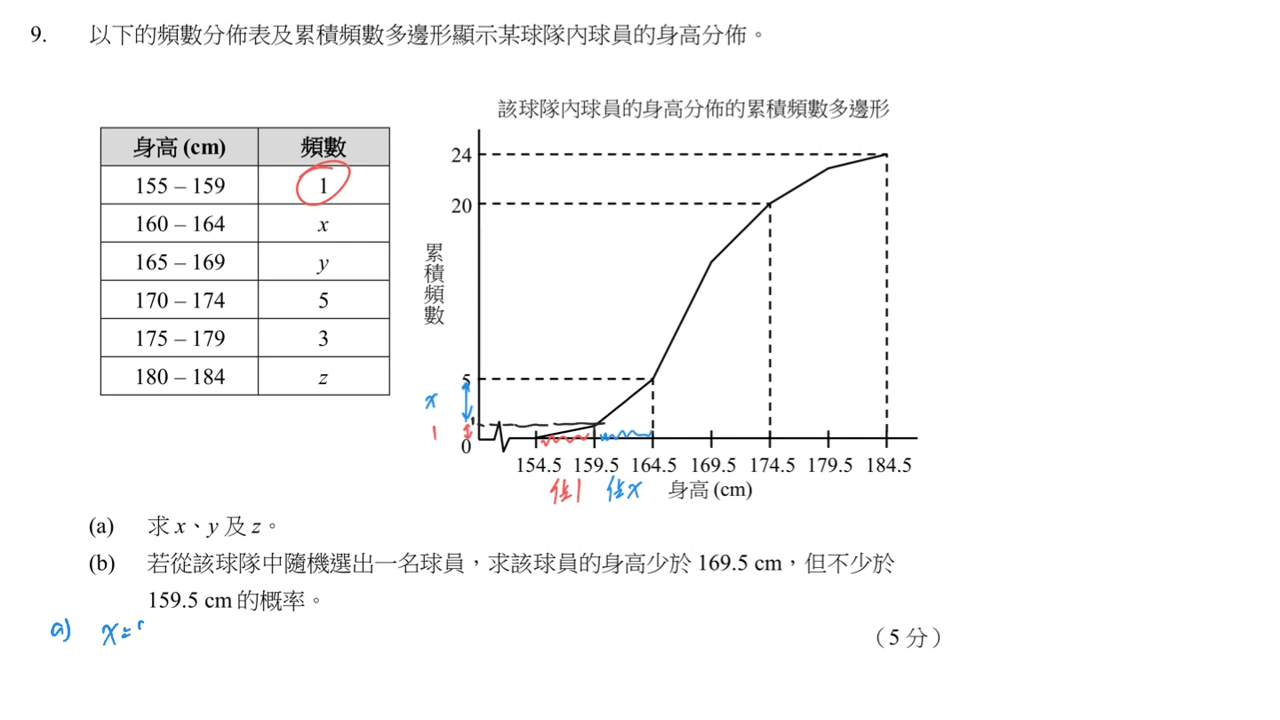 9. 以下的頻數分佈表及累積頻數多邊形顯示某球隊內球員的身高分佈。
該球隊內球員的身高分佈的累積頻數多邊形
身高 (cm) 頻數
155 – 159 1
160 – 164 x
165 – 169 y
170 – 174 5
175 – 179 3
180 – 184 z
累積頻數
24
20
5
x
1
1
0
154.5 159.5 164.5 169.5 174.5 179.5 184.5
佔1 佔x 身高 (cm)
(a) 求 x、y 及 z。
(b) 若從該球隊中隨機選出一名球員，求該球員的身高少於 169.5 cm，但不少於
159.5 cm 的概率。
a) x=
（5 分）